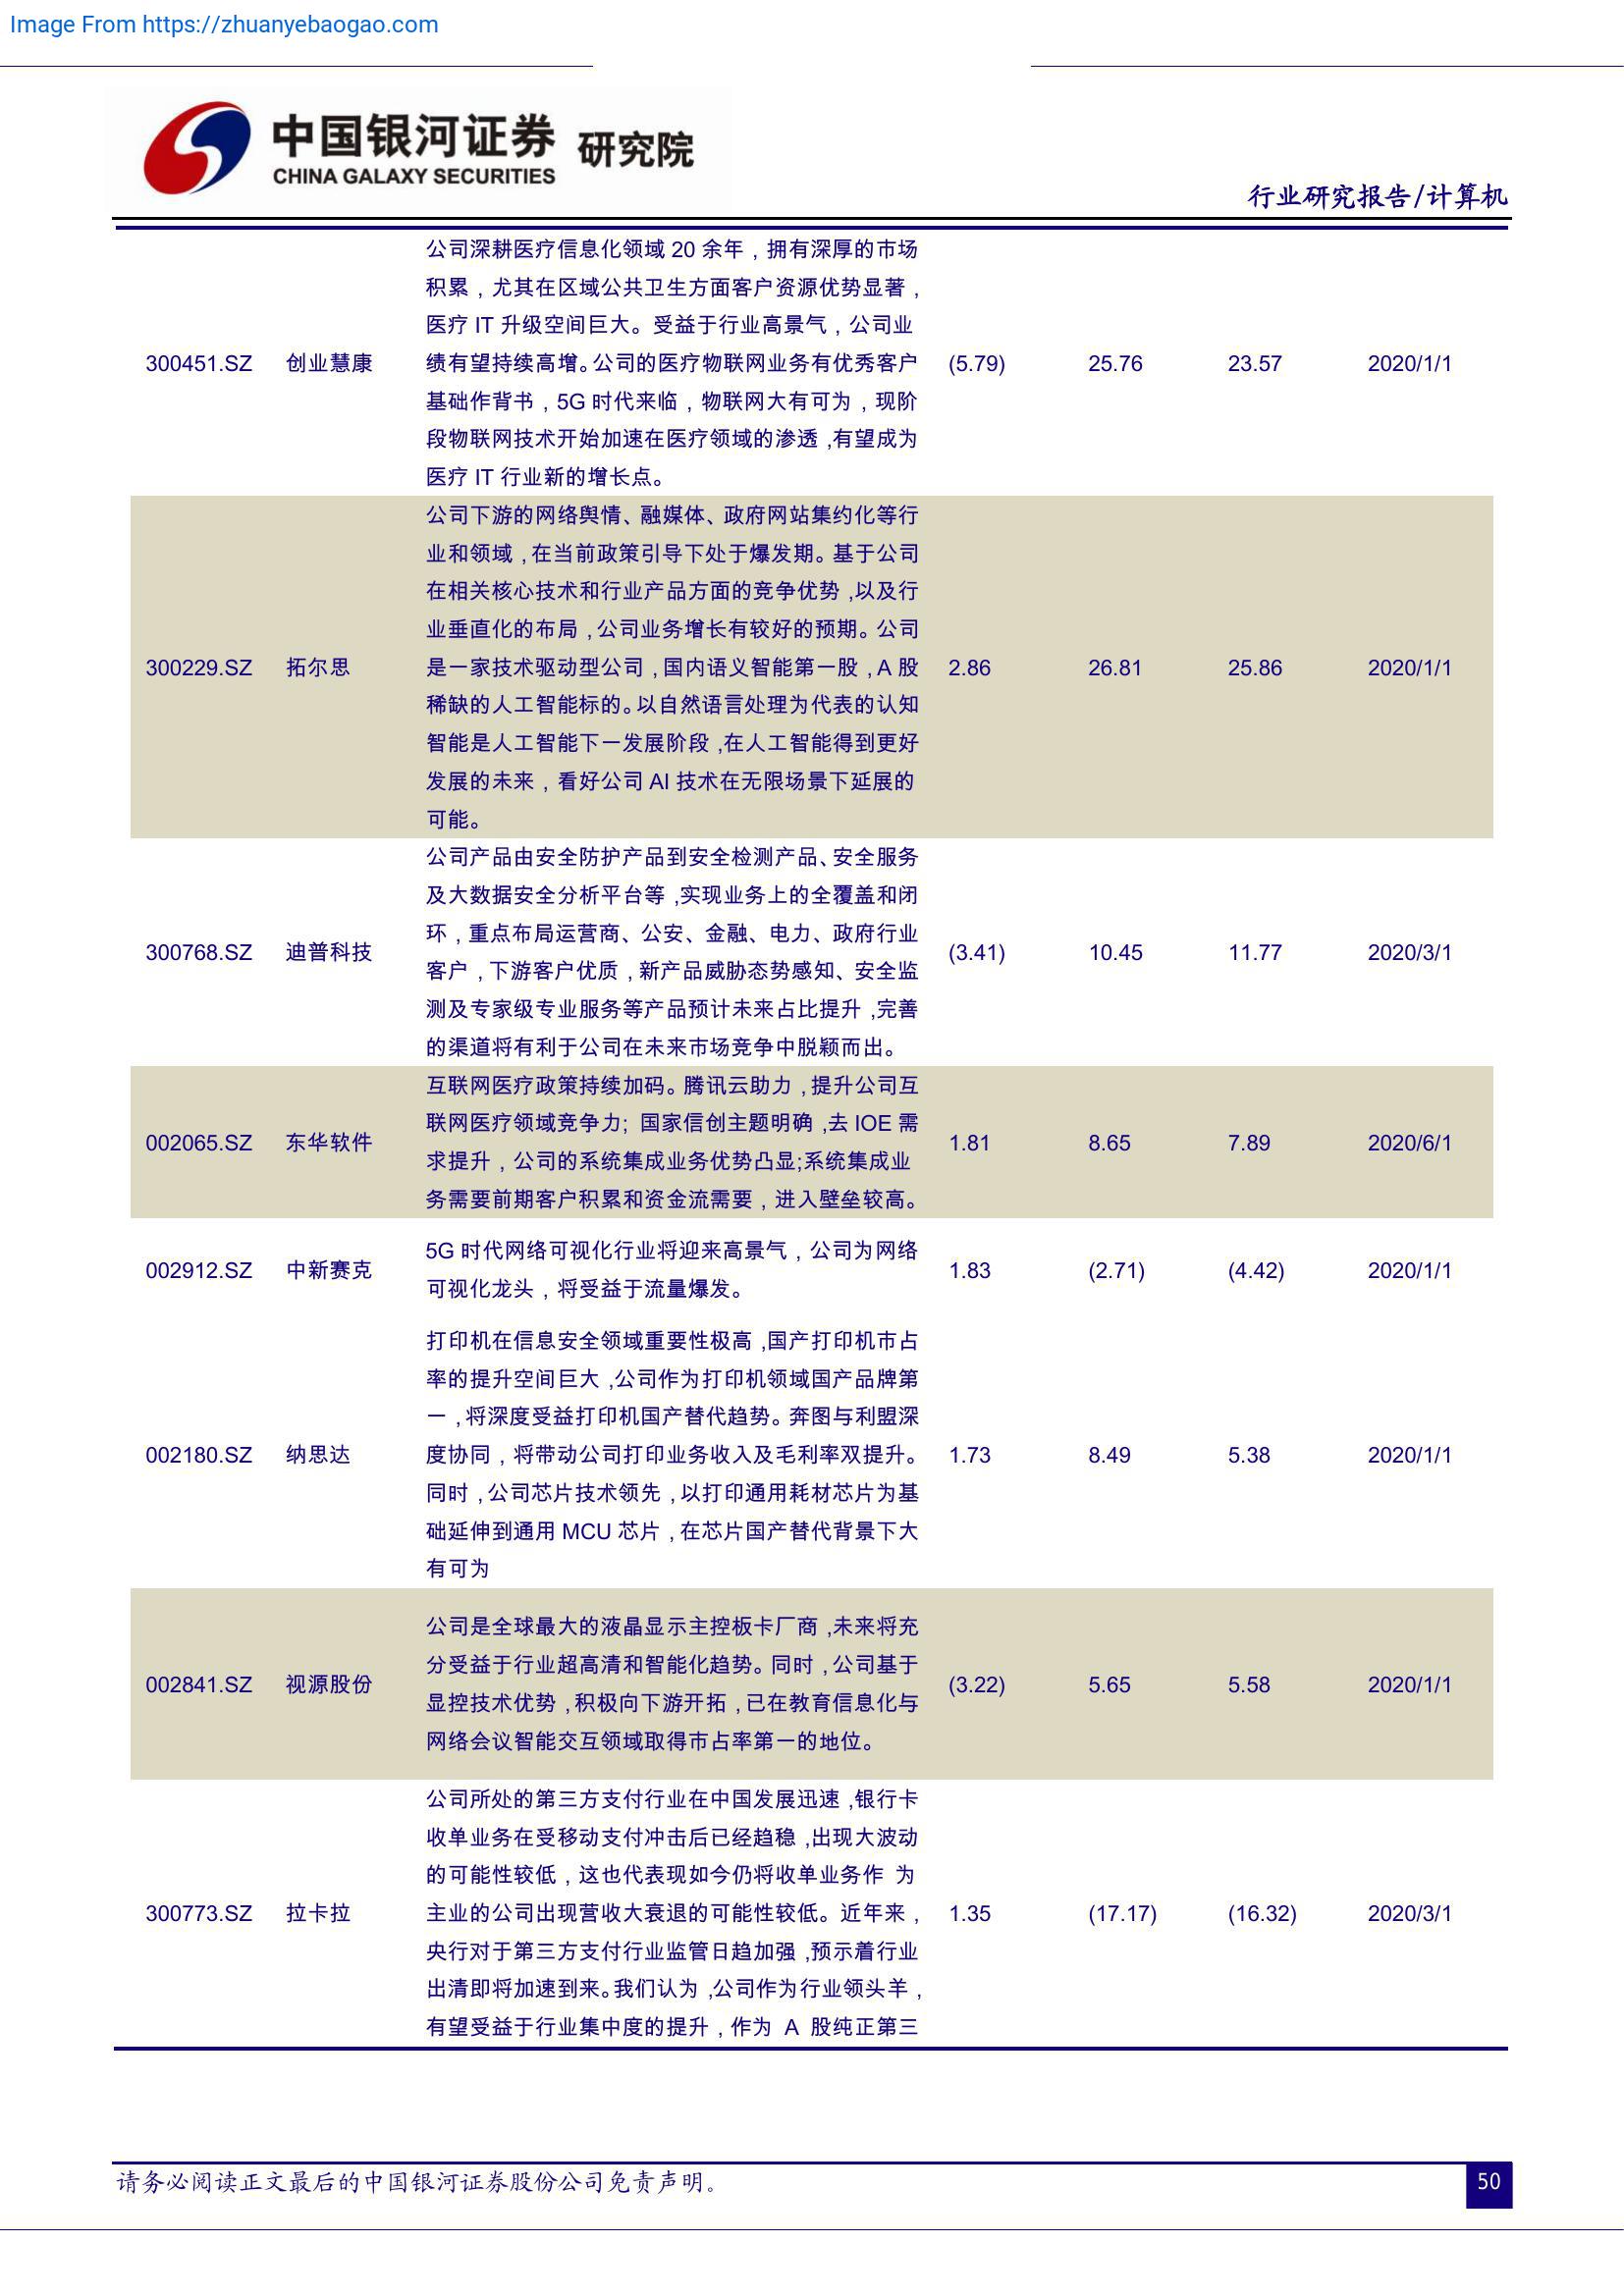 Image From https://zhuanyebaogao.com
中国银河证券 研究院
CHINA GALAXY SECURITIES
行业研究报告/计算机
公司深耕医疗信息化领域 20 余年，拥有深厚的市场
积累，尤其在区域公共卫生方面客户资源优势显著，
医疗 IT 升级空间巨大。受益于行业高景气，公司业
300451.SZ 创业慧康 绩有望持续高增。公司的医疗物联网业务有优秀客户 (5.79) 25.76 23.57 2020/1/1
基础作背书，5G 时代来临，物联网大有可为，现阶
段物联网技术开始加速在医疗领域的渗透,有望成为
医疗 IT 行业新的增长点。
公司下游的网络舆情、融媒体、政府网站集约化等行
业和领域,在当前政策引导下处于爆发期。基于公司
在相关核心技术和行业产品方面的竞争优势,以及行
业垂直化的布局,公司业务增长有较好的预期。公司
300229.SZ 拓尔思 是一家技术驱动型公司,国内语义智能第一股,A 股 2.86 26.81 25.86 2020/1/1
稀缺的人工智能标的。以自然语言处理为代表的认知
智能是人工智能下一发展阶段,在人工智能得到更好
发展的未来，看好公司 AI 技术在无限场景下延展的
可能。
公司产品由安全防护产品到安全检测产品、安全服务
及大数据安全分析平台等,实现业务上的全覆盖和闭
环，重点布局运营商、公安、金融、电力、政府行业
300768.SZ 迪普科技 (3.41) 10.45 11.77 2020/3/1
客户，下游客户优质，新产品威胁态势感知、安全监
测及专家级专业服务等产品预计未来占比提升,完善
的渠道将有利于公司在未来市场竞争中脱颖而出。
互联网医疗政策持续加码。腾讯云助力,提升公司互
联网医疗领域竞争力; 国家信创主题明确,去 IOE 需
002065.SZ 东华软件 1.81 8.65 7.89 2020/6/1
求提升，公司的系统集成业务优势凸显;系统集成业
务需要前期客户积累和资金流需要，进入壁垒较高。
5G 时代网络可视化行业将迎来高景气，公司为网络
002912.SZ 中新赛克 1.83 (2.71) (4.42) 2020/1/1
可视化龙头，将受益于流量爆发。
打印机在信息安全领域重要性极高,国产打印机市占
率的提升空间巨大,公司作为打印机领域国产品牌第
一,将深度受益打印机国产替代趋势。奔图与利盟深
002180.SZ 纳思达 度协同，将带动公司打印业务收入及毛利率双提升。 1.73 8.49 5.38 2020/1/1
同时,公司芯片技术领先,以打印通用耗材芯片为基
础延伸到通用 MCU 芯片,在芯片国产替代背景下大
有可为
公司是全球最大的液晶显示主控板卡厂商,未来将充
分受益于行业超高清和智能化趋势。同时,公司基于
002841.SZ 视源股份 (3.22) 5.65 5.58 2020/1/1
显控技术优势,积极向下游开拓,已在教育信息化与
网络会议智能交互领域取得市占率第一的地位。
公司所处的第三方支付行业在中国发展迅速,银行卡
收单业务在受移动支付冲击后已经趋稳,出现大波动
的可能性较低，这也代表现如今仍将收单业务作 为
300773.SZ 拉卡拉 主业的公司出现营收大衰退的可能性较低。近年来， 1.35 (17.17) (16.32) 2020/3/1
央行对于第三方支付行业监管日趋加强,预示着行业
出清即将加速到来。我们认为,公司作为行业领头羊，
有望受益于行业集中度的提升，作为 A 股纯正第三
请务必阅读正文最后的中国银河证券股份公司免责声明。
50